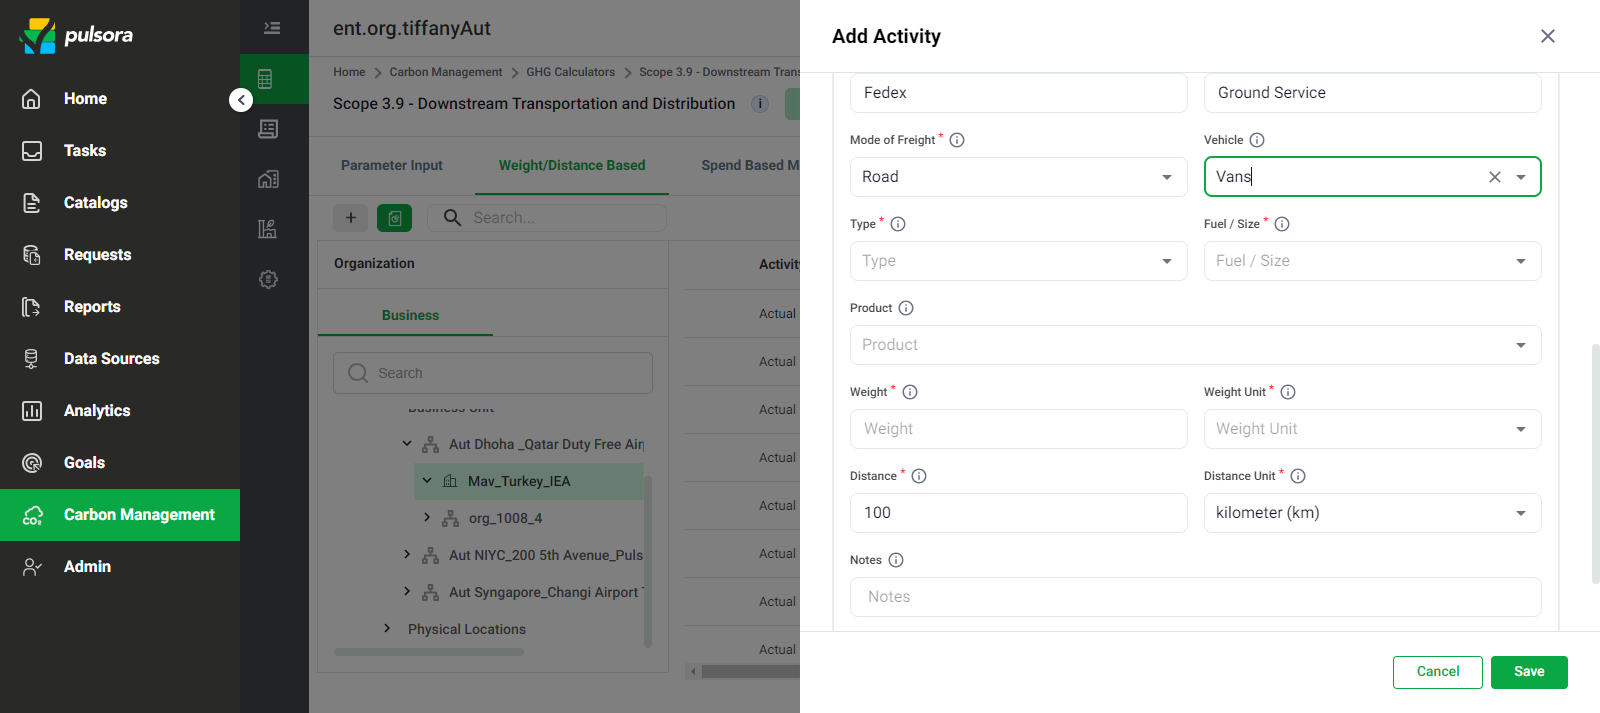 pulsora
Home
Tasks
Catalogs
Requests
Reports
Data Sources
Analytics
Goals
Carbon Management
Admin
ent.org.tiffanyAut
Home > Carbon Management > GHG Calculators > Scope 3.9 - Downstream Trans
Scope 3.9 - Downstream Transportation and Distribution
Parameter Input
Weight/Distance Based
Spend Based M
Search...
Organization
Business
Search
Business Unit
Aut Dhoha _Qatar Duty Free Air
Mav_Turkey_IEA
org_1008_4
Aut NIYC_200 5th Avenue_Puls
Aut Syngapore_Changi Airport
Physical Locations
Activity
Actual
Actual
Actual
Actual
Actual
Actual
Actual
Actual
Add Activity
Fedex
Ground Service
Mode of Freight *
Vehicle
Road
Vans
Type *
Fuel / Size *
Type
Fuel / Size
Product
Product
Weight *
Weight Unit *
Weight
Weight Unit
Distance *
Distance Unit *
100
kilometer (km)
Notes
Notes
Cancel
Save